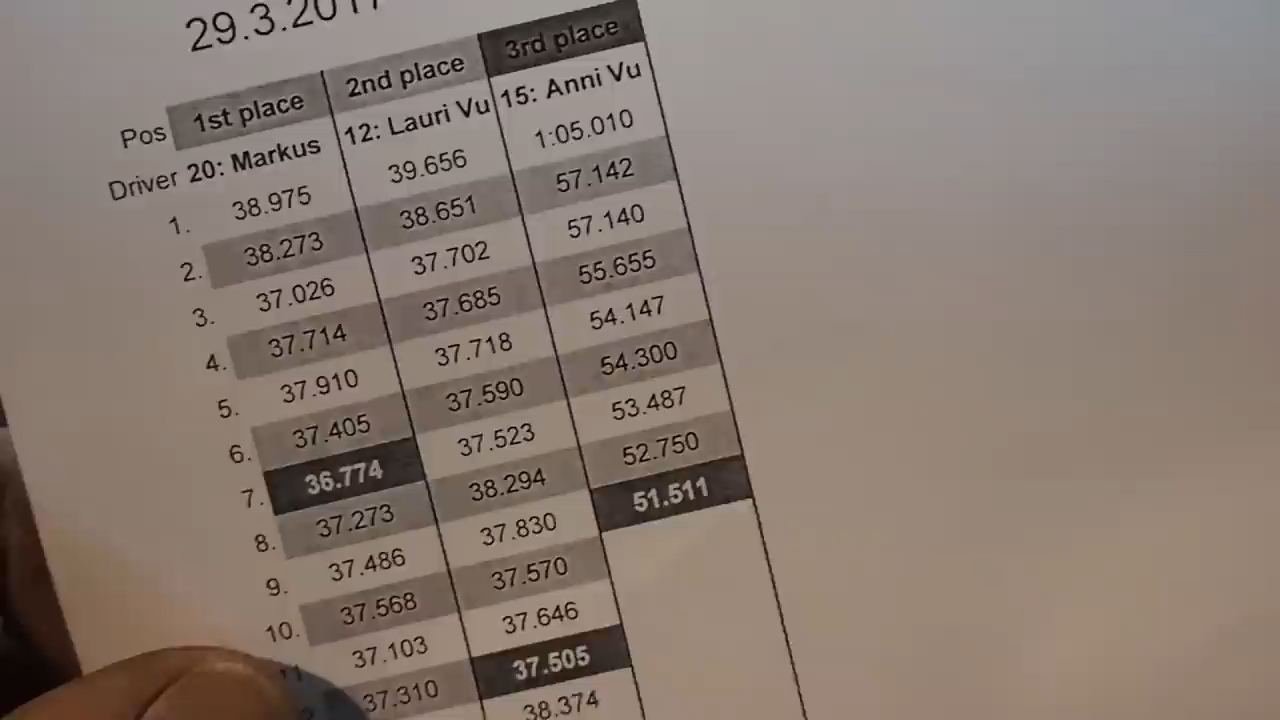 29.3.2017
Pos 1st place 2nd place 3rd place
Driver 20: Markus 12: Lauri Vu 15: Anni Vu
1. 38.975 39.656 1:05.010
2. 38.273 38.651 57.142
3. 37.026 37.702 57.140
4. 37.714 37.685 55.655
5. 37.910 37.718 54.147
6. 37.405 37.590 54.300
7. 36.774 37.523 53.487
8. 37.273 38.294 52.750
9. 37.486 37.830 51.511
10. 37.568 37.570
11 37.103 37.646
37.310 37.505
38.374